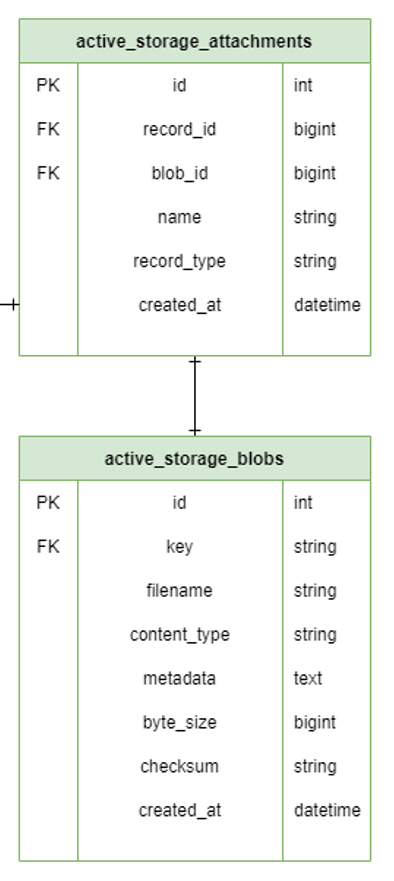 active_storage_attachments
PK id int
FK record_id bigint
FK blob_id bigint
name string
record_type string
created_at datetime
active_storage_blobs
PK id int
FK key string
filename string
content_type string
metadata text
byte_size bigint
checksum string
created_at datetime